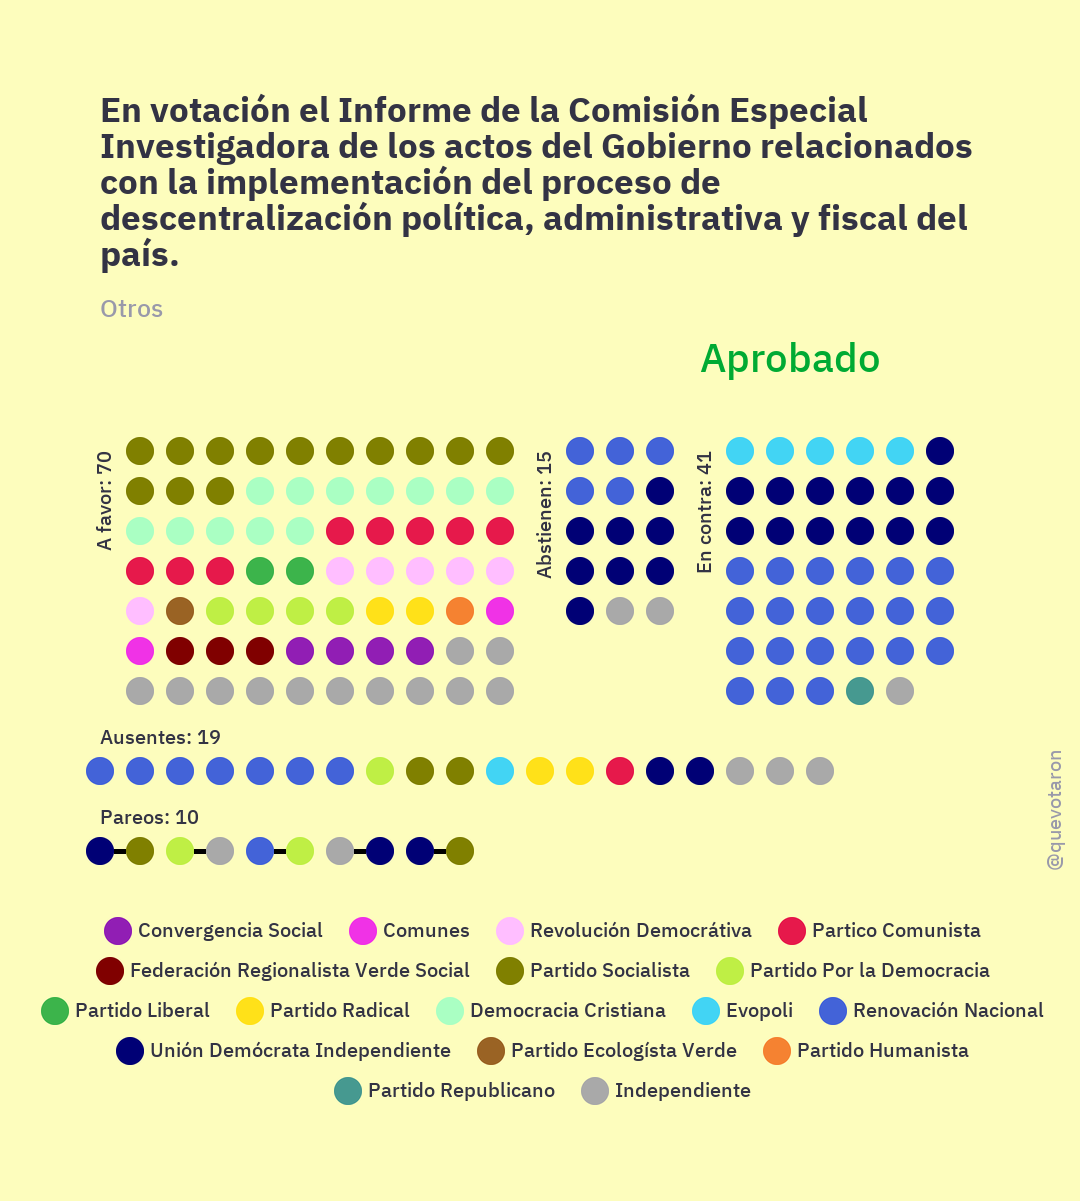 En votación el Informe de la Comisión Especial
Investigadora de los actos del Gobierno relacionados
con la implementación del proceso de
descentralización política, administrativa y fiscal del
país.
Otros
Aprobado
A favor: 70
Abstienen: 15
En contra: 41
Ausentes: 19
Pareos: 10
@quevotaron
Convergencia Social Comunes Revolución Democrátiva Partico Comunista
Federación Regionalista Verde Social Partido Socialista Partido Por la Democracia
Partido Liberal Partido Radical Democracia Cristiana Evopoli Renovación Nacional
Unión Demócrata Independiente Partido Ecologísta Verde Partido Humanista
Partido Republicano Independiente